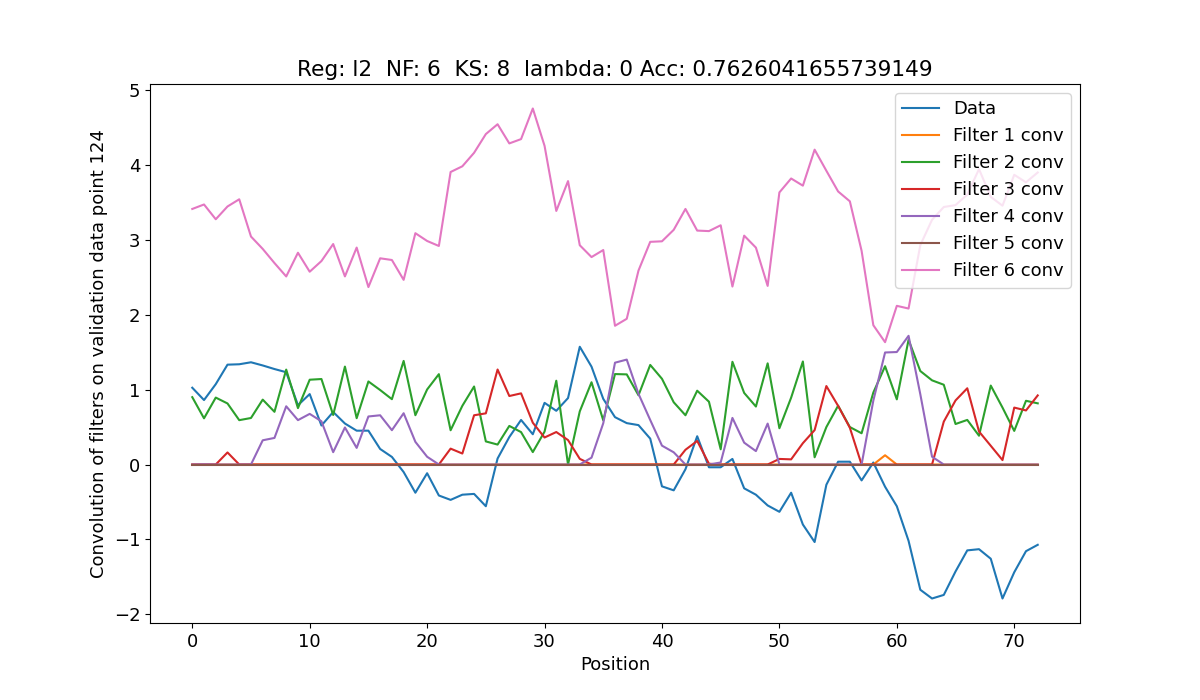 Reg: l2  NF: 6  KS: 8  lambda: 0 Acc: 0.7626041655739149
Convolution of filters on validation data point 124
5
4
3
2
1
0
−1
−2
Data
Filter 1 conv
Filter 2 conv
Filter 3 conv
Filter 4 conv
Filter 5 conv
Filter 6 conv
0 10 20 30 40 50 60 70
Position